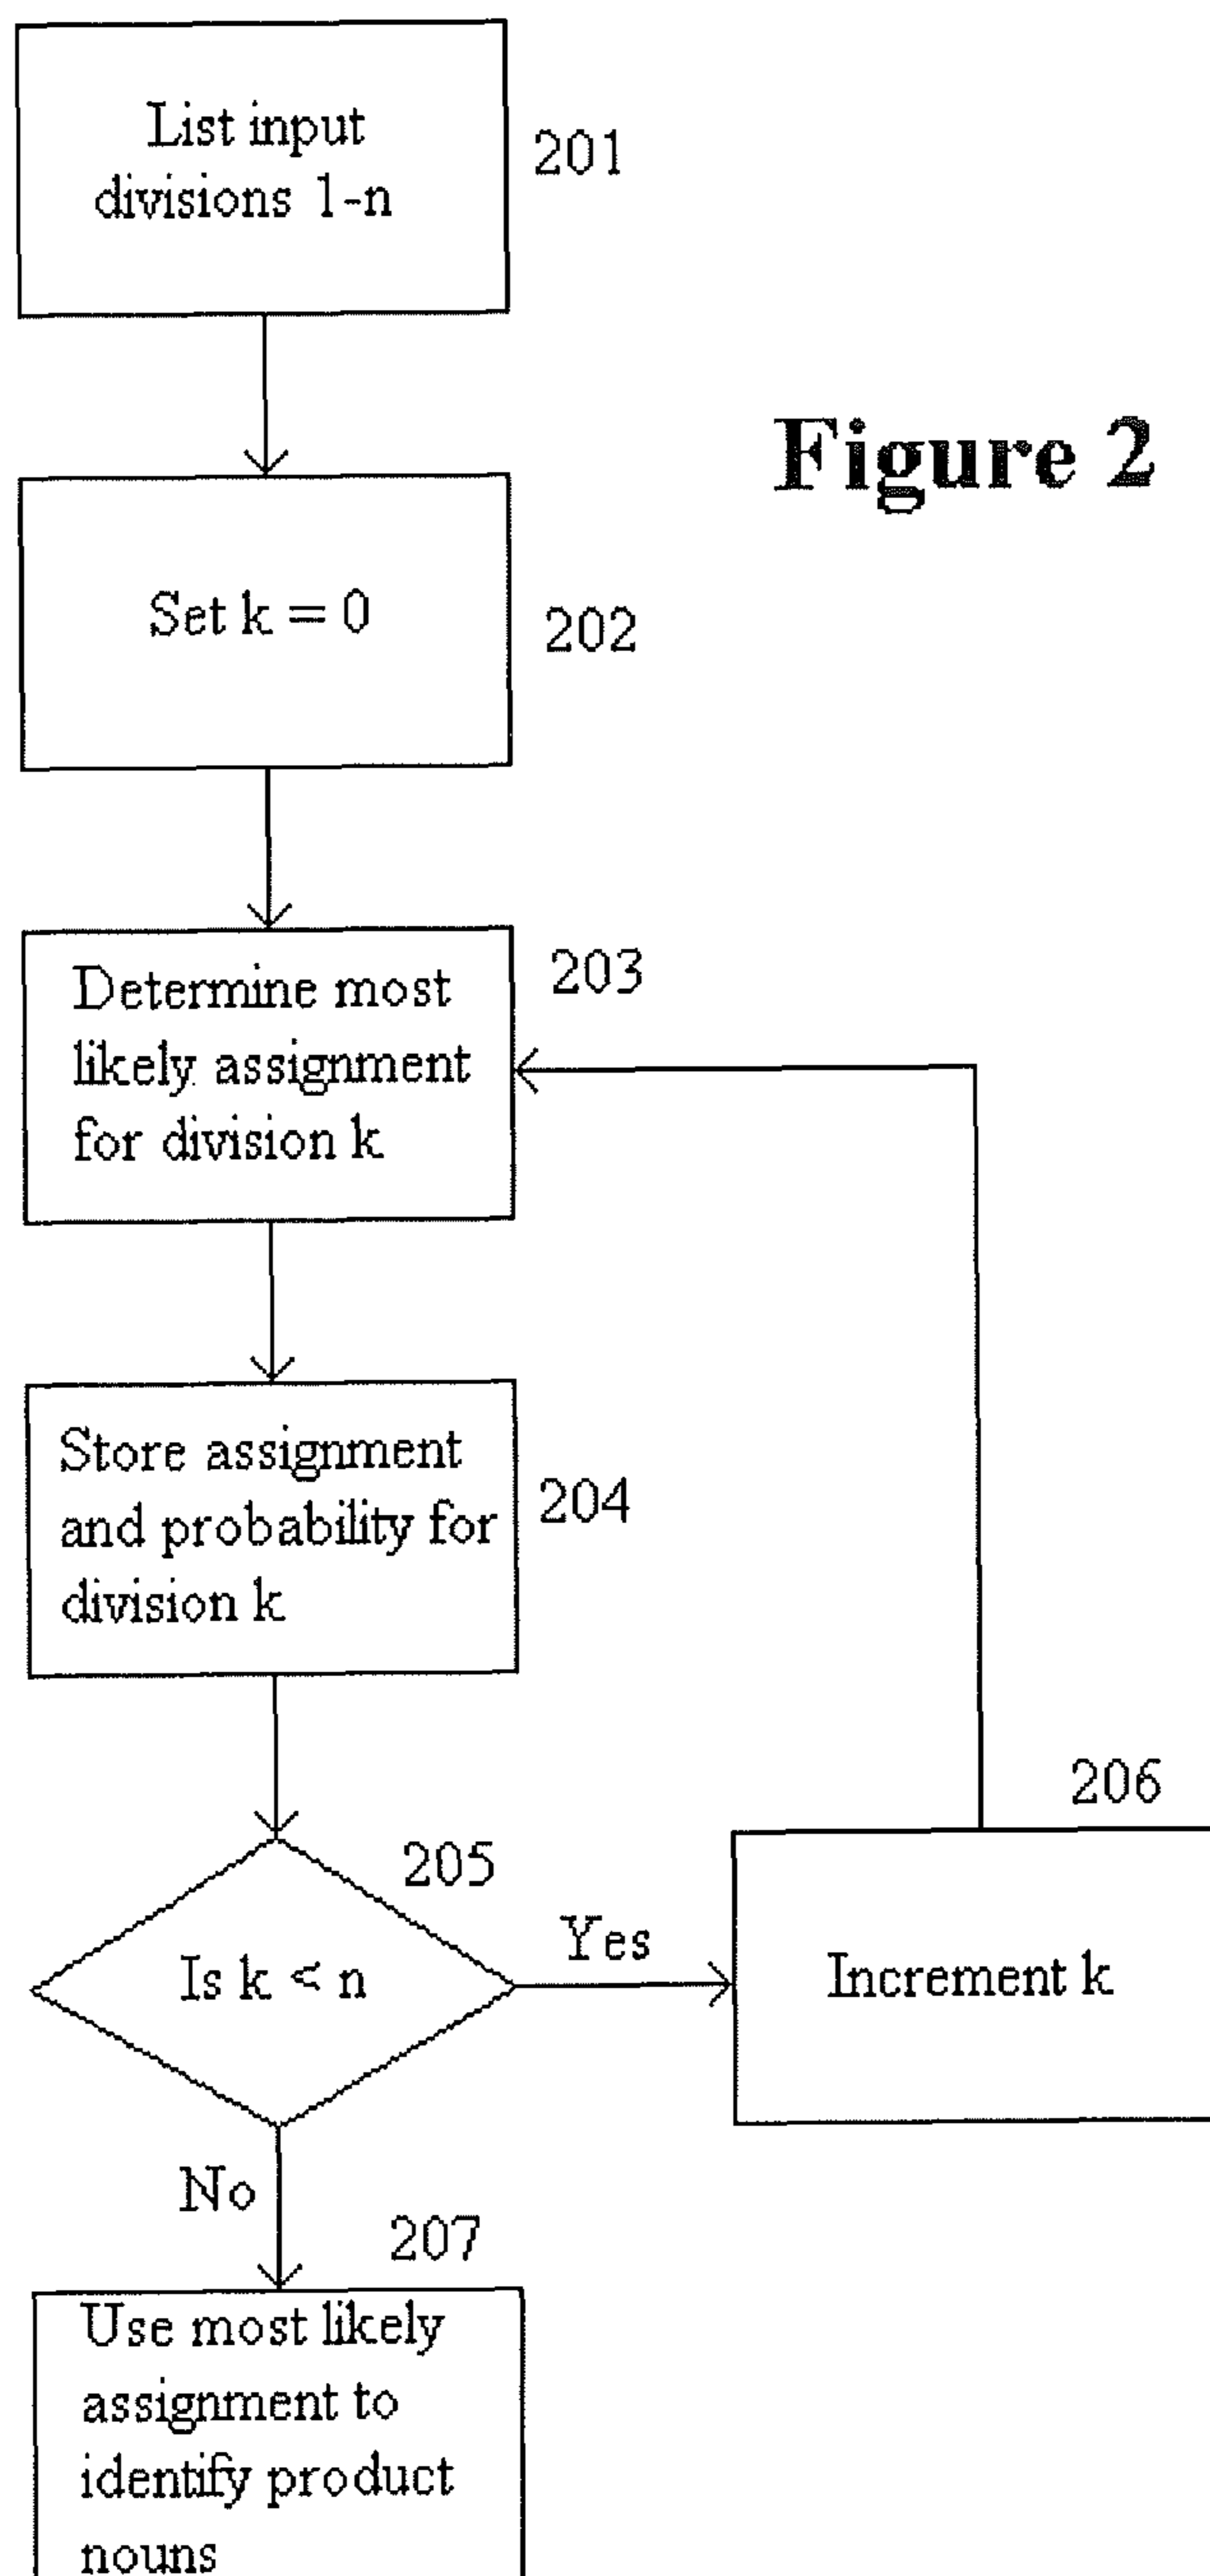 List input
divisions 1-n
201
Figure 2
Set k = 0
202
203
Determine most
likely assignment
for division k
Store assignment
and probability for
division k
204
206
205
Is k < n
Yes
Increment k
No
207
Use most likely
assignment to
identify product
nouns